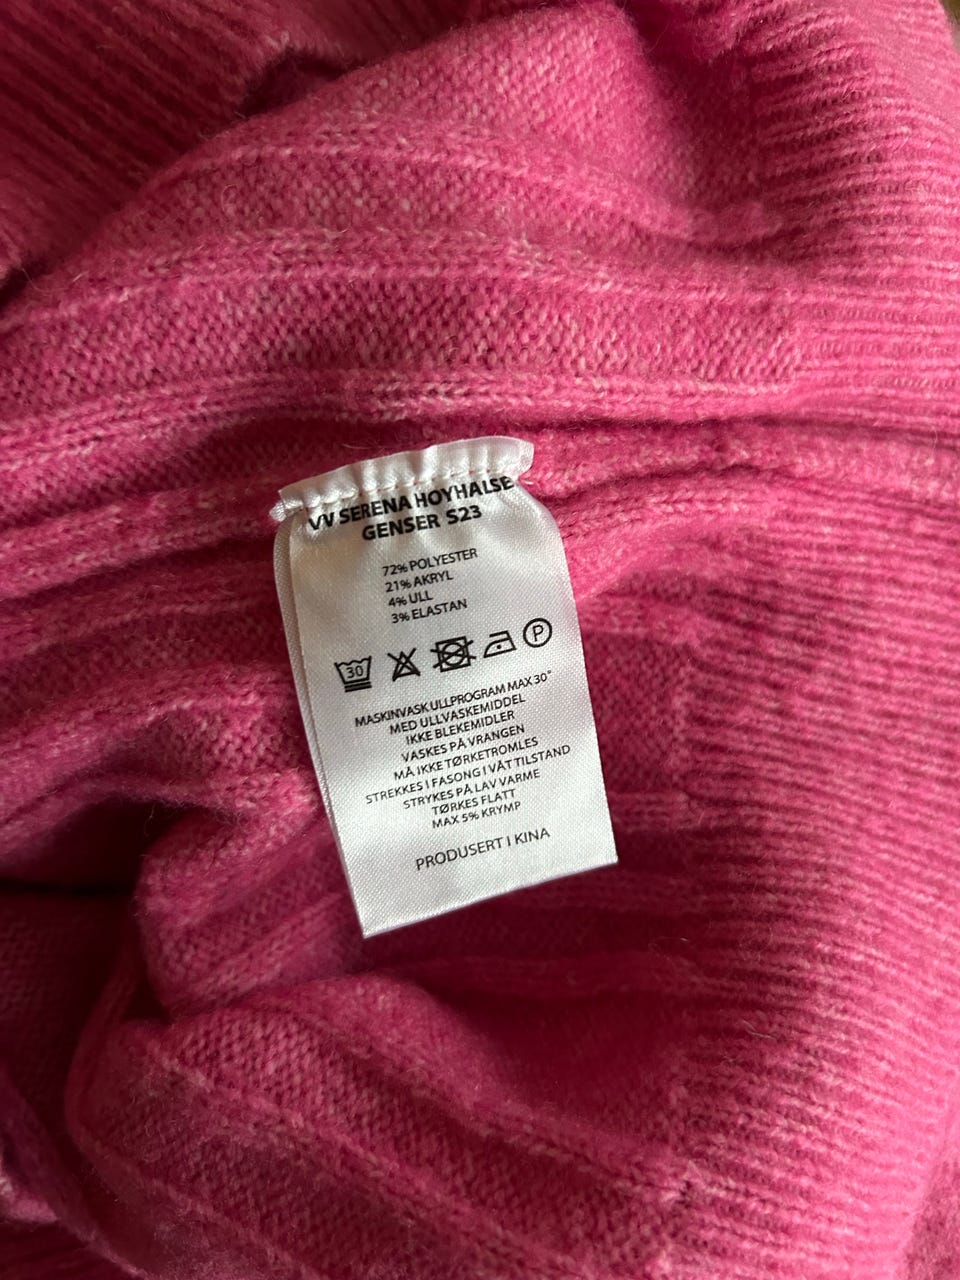 VV SERENA HOYHALSE
GENSER S23
72% POLYESTER
21% AKRYL
4% ULL
3% ELASTAN
30 P
MASKINVASK ULLPROGRAM MAX 30°
MED ULLVASKEMIDDEL
IKKE BLEKEMIDLER
VASKES PÅ VRANGEN
MÅ IKKE TØRKETROMLES
STREKKES I FASONG I VÅT TILSTAND
STRYKES PÅ LAV VARME
TØRKES FLATT
MAX 5% KRYMP
PRODUSERT I KINA